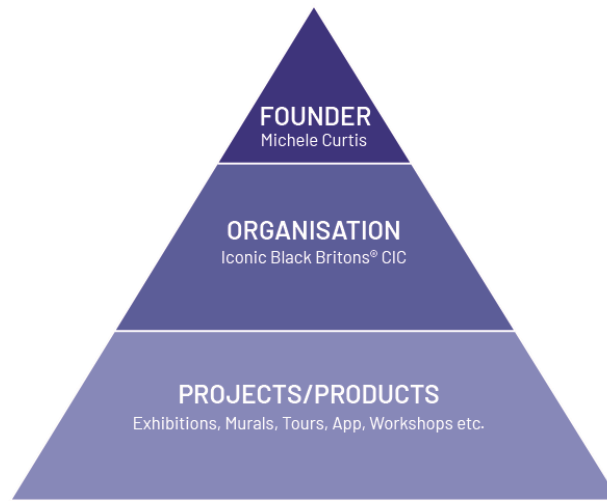 FOUNDER
Michele Curtis
ORGANISATION
Iconic Black Britons® CIC
PROJECTS/PRODUCTS
Exhibitions, Murals, Tours, App, Workshops etc.